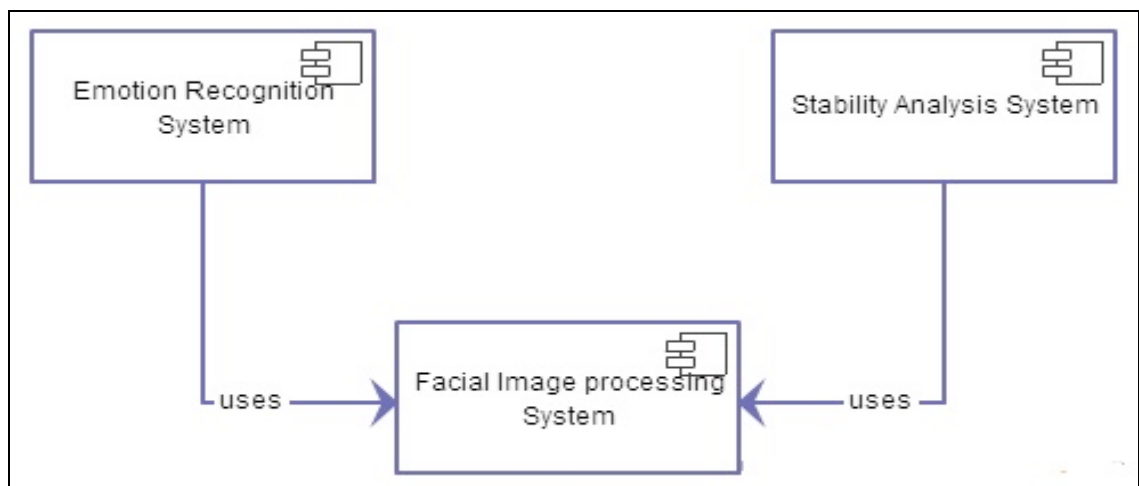 Emotion Recognition
System
Stability Analysis System
Facial Image processing
System
uses
uses